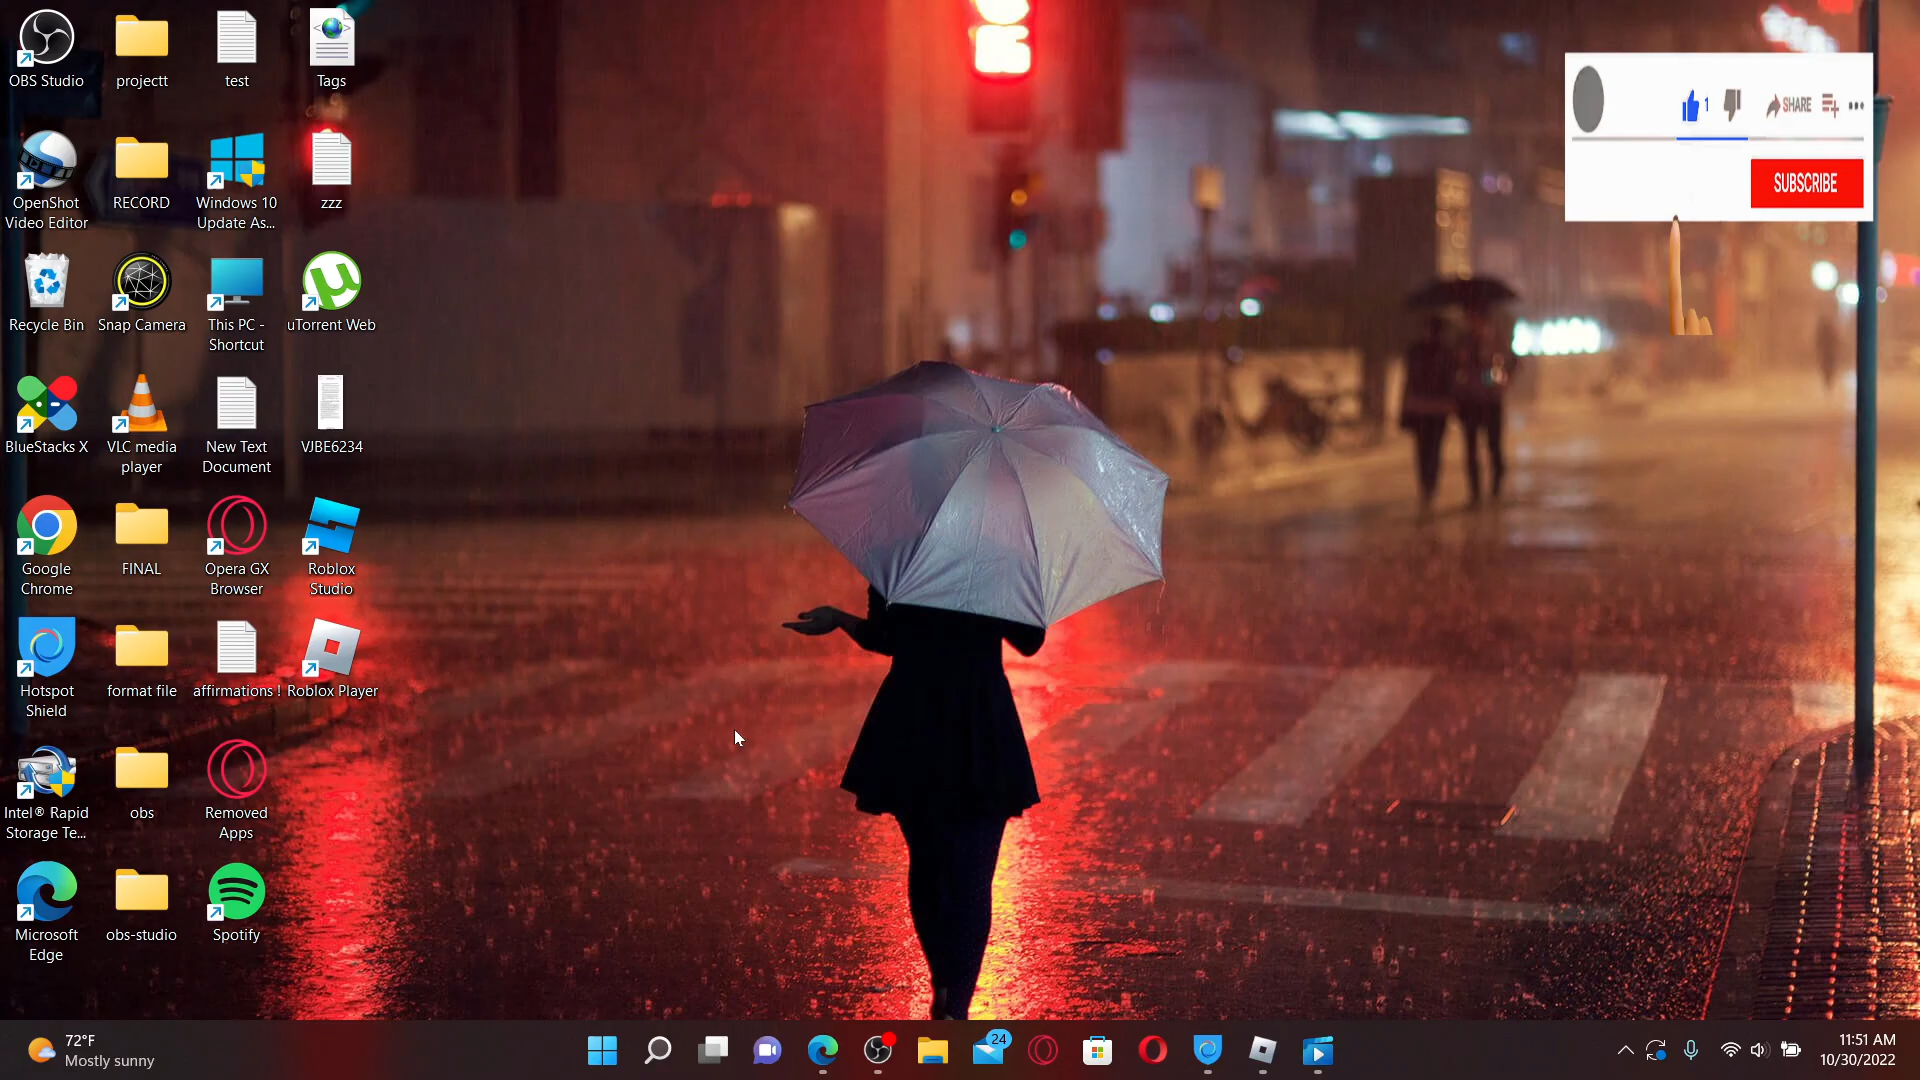 OBS Studio
projectt
test
Tags
OpenShot
Video Editor
RECORD
Windows 10
Update As...
zzz
Recycle Bin
Snap Camera
This PC -
Shortcut
uTorrent Web
BlueStacks X
VLC media
player
New Text
Document
VJBE6234
Google
Chrome
FINAL
Opera GX
Browser
Roblox
Studio
Hotspot
Shield
format file
affirmations !
Roblox Player
Intel® Rapid
Storage Te...
obs
Removed
Apps
Microsoft
Edge
obs-studio
Spotify
1
SHARE
SUBSCRIBE
72°F
Mostly sunny
24
11:51 AM
10/30/2022